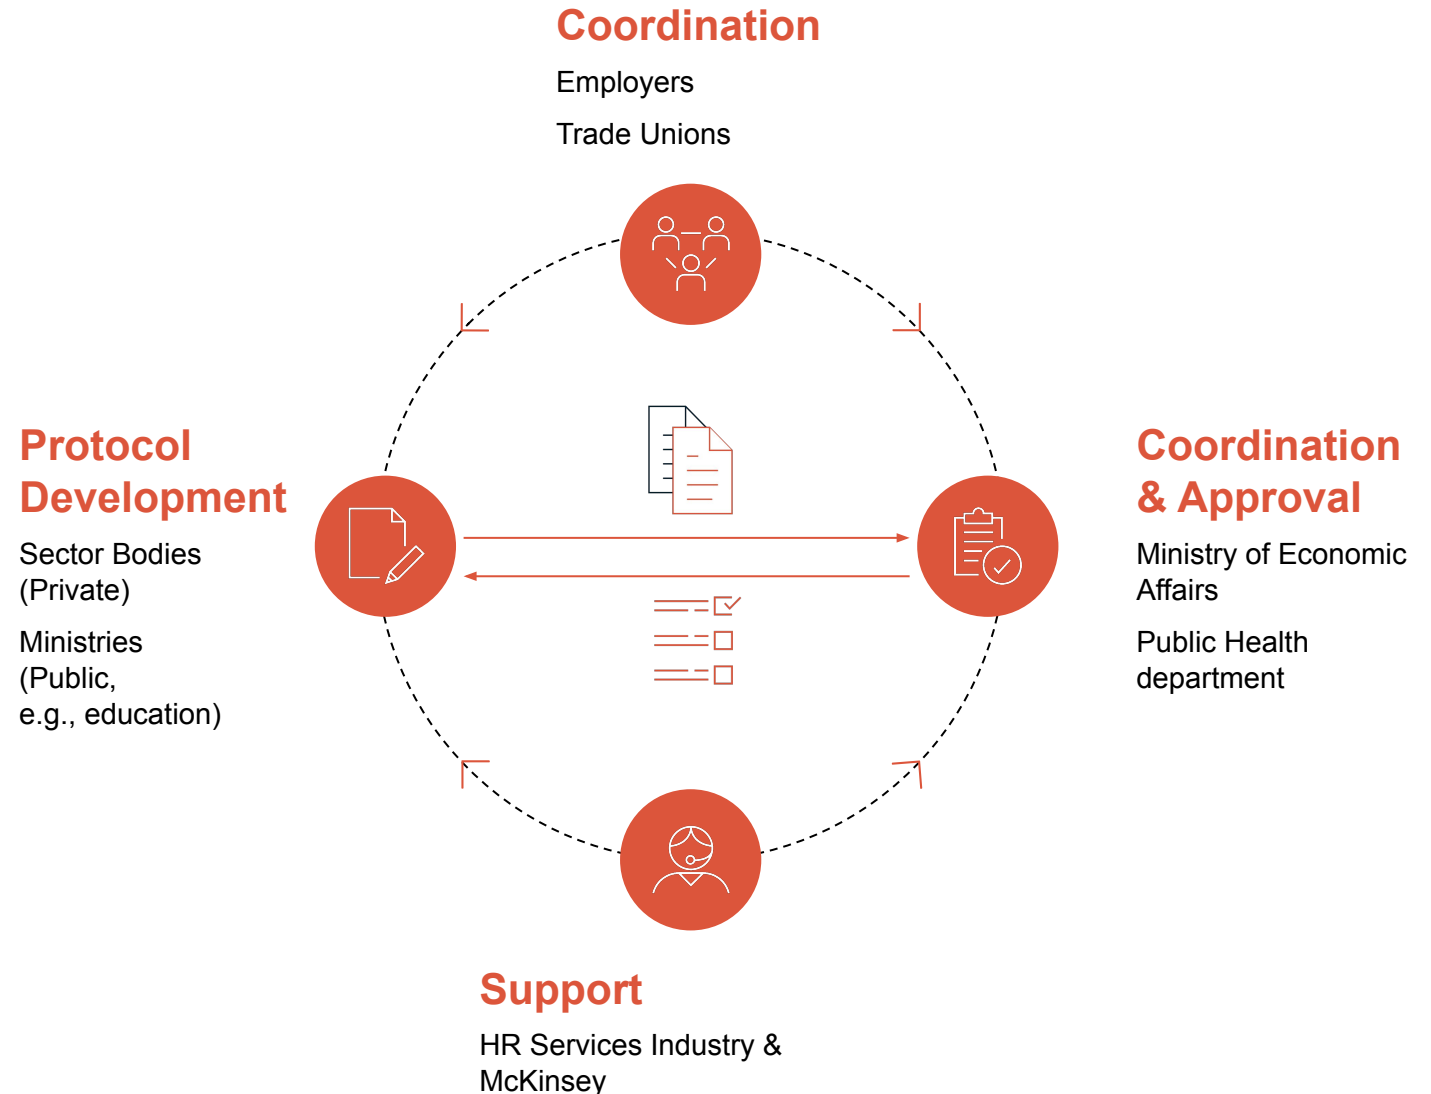 Coordination
Employers
Trade Unions
Protocol
Development
Sector Bodies
(Private)
Ministries
(Public,
e.g., education)
Coordination
& Approval
Ministry of Economic
Affairs
Public Health
department
Support
HR Services Industry &
McKinsey